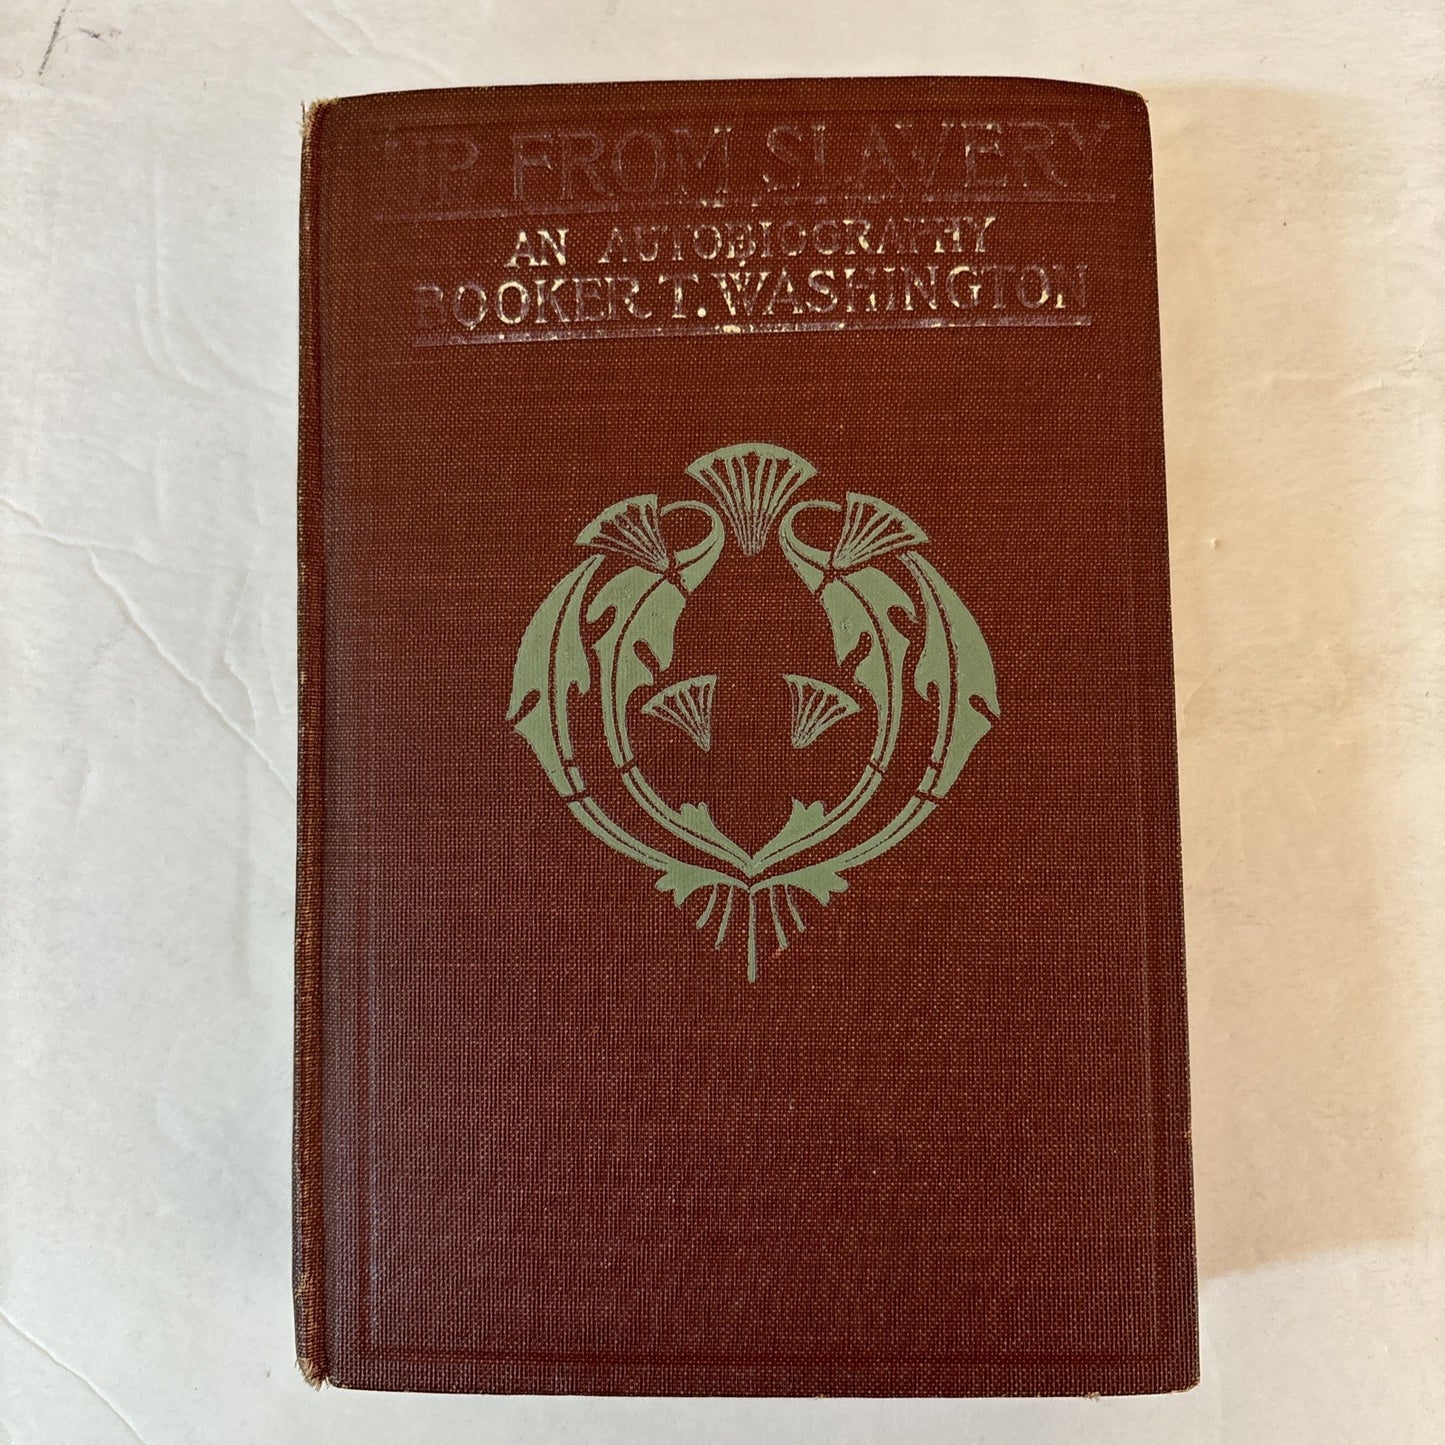 UP FROM SLAVERY
AN AUTOBIOGRAPHY
BOOKER T. WASHINGTON